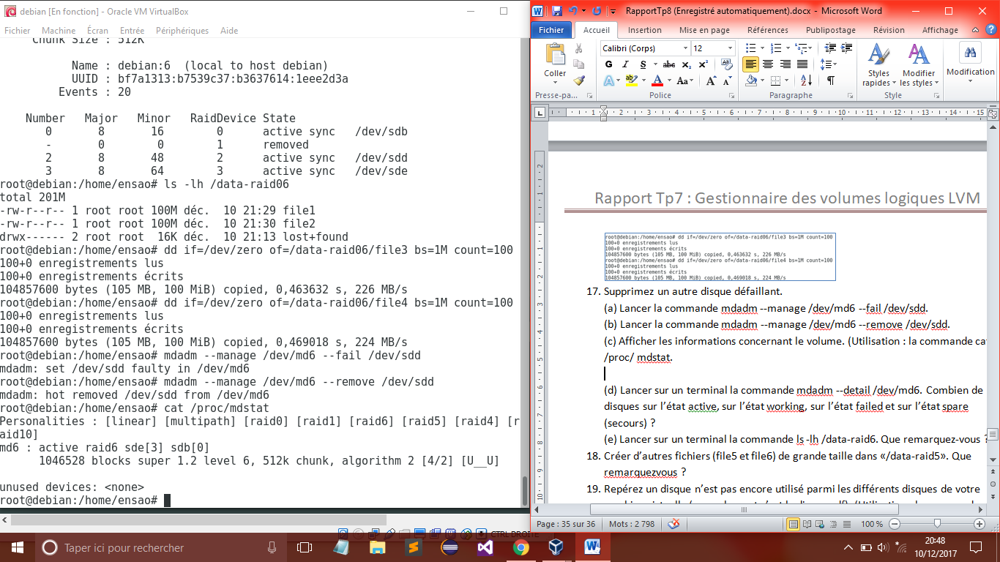 debian [En fonction] - Oracle VM VirtualBox
Fichier Machine Écran Entrée Périphériques Aide
Chunk Size : 512K
Name : debian:6 (local to host debian)
UUID : bf7a1313:b7539c37:b3637614:1eee2d3a
Events : 20
Number Major Minor RaidDevice State
0 8 16 0 active sync /dev/sdb
- 0 0 1 removed
2 8 48 2 active sync /dev/sdd
3 8 64 3 active sync /dev/sde
root@debian:/home/ensao# ls -lh /data-raid06
total 201M
-rw-r--r-- 1 root root 100M déc. 10 21:29 file1
-rw-r--r-- 1 root root 100M déc. 10 21:30 file2
drwx------ 2 root root 16K déc. 10 21:13 lost+found
root@debian:/home/ensao# dd if=/dev/zero of=/data-raid06/file3 bs=1M count=100
100+0 enregistrements lus
100+0 enregistrements écrits
104857600 bytes (105 MB, 100 MiB) copied, 0,463632 s, 226 MB/s
root@debian:/home/ensao# dd if=/dev/zero of=/data-raid06/file4 bs=1M count=100
100+0 enregistrements lus
100+0 enregistrements écrits
104857600 bytes (105 MB, 100 MiB) copied, 0,469018 s, 224 MB/s
root@debian:/home/ensao# mdadm --manage /dev/md6 --fail /dev/sdd
mdadm: set /dev/sdd faulty in /dev/md6
root@debian:/home/ensao# mdadm --manage /dev/md6 --remove /dev/sdd
mdadm: hot removed /dev/sdd from /dev/md6
root@debian:/home/ensao# cat /proc/mdstat
Personalities : [linear] [multipath] [raid0] [raid1] [raid6] [raid5] [raid4] [r
aid10]
md6 : active raid6 sde[3] sdb[0]
1046528 blocks super 1.2 level 6, 512k chunk, algorithm 2 [4/2] [U__U]
unused devices: <none>
root@debian:/home/ensao#
CTRL DROITE
RapportTp8 (Enregistré automatiquement).docx - Microsoft Word
Fichier Accueil Insertion Mise en page Références Publipostage Révision Affichage
Calibri (Corps) 12
Coller
G I S abc x₂ x²
Styles rapides
Modifier les styles
Modification
Presse-pa... Police Paragraphe Style
1 1 2 3 4 5 6 7 8 9 10 11 12 13 14 15
Rapport Tp7 : Gestionnaire des volumes logiques LVM
root@debian:/home/ensao# dd if=/dev/zero of=/data-raid06/file3 bs=1M count=100
100+0 enregistrements lus
100+0 enregistrements écrits
104857600 bytes (105 MB, 100 MiB) copied, 0,463632 s, 226 MB/s
root@debian:/home/ensao# dd if=/dev/zero of=/data-raid06/file4 bs=1M count=100
100+0 enregistrements lus
100+0 enregistrements écrits
104857600 bytes (105 MB, 100 MiB) copied, 0,469018 s, 224 MB/s
17. Supprimez un autre disque défaillant.
(a) Lancer la commande mdadm --manage /dev/md6 --fail /dev/sdd.
(b) Lancer la commande mdadm --manage /dev/md6 --remove /dev/sdd.
(c) Afficher les informations concernant le volume. (Utilisation : la commande ca
/proc/ mdstat.
(d) Lancer sur un terminal la commande mdadm --detail /dev/md6. Combien de
disques sur l’état active, sur l’état working, sur l’état failed et sur l’état spare
(secours) ?
(e) Lancer sur un terminal la commande ls -lh /data-raid6. Que remarquez-vous ?
18. Créer d’autres fichiers (file5 et file6) de grande taille dans «/data-raid5». Que
remarquezvous ?
19. Repérez un disque n’est pas encore utilisé parmi les différents disques de votre
Page : 35 sur 36 Mots : 2 798 100 %
Taper ici pour rechercher
20:48
10/12/2017